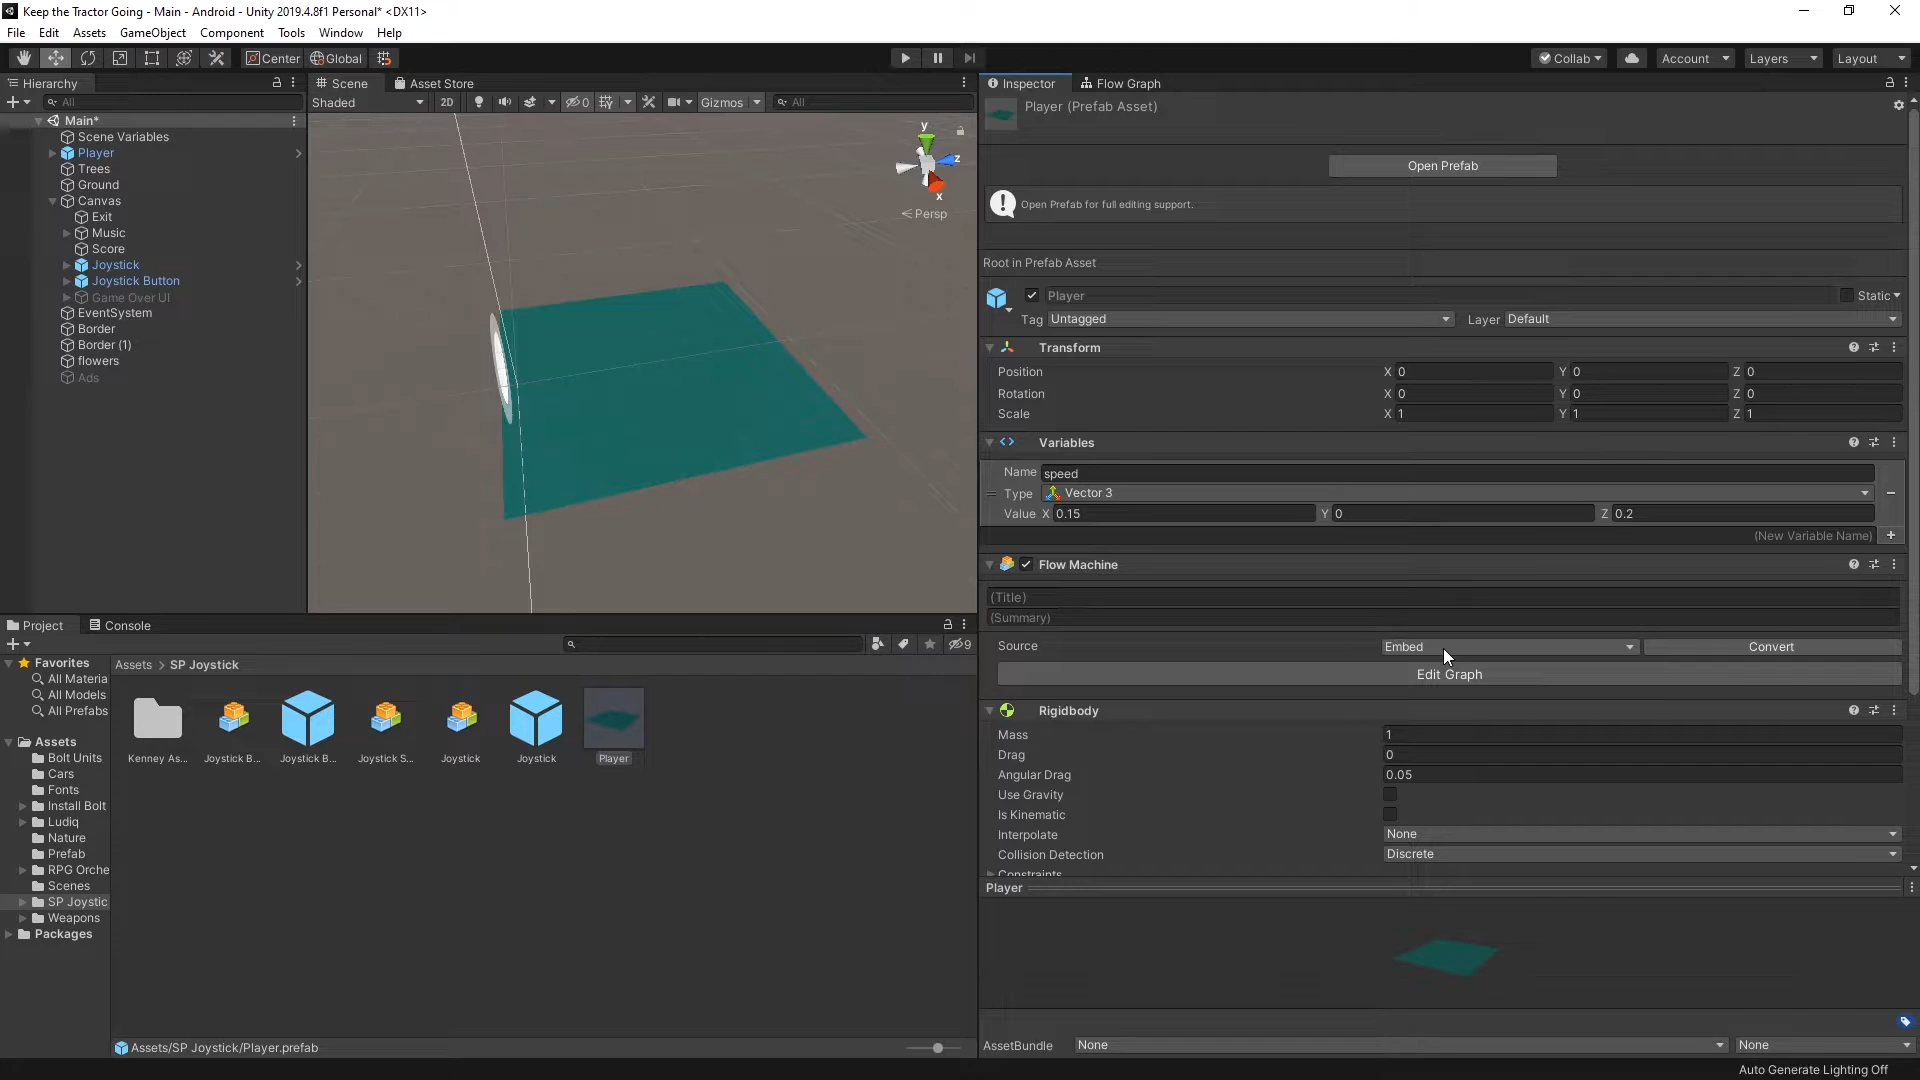 Keep the Tractor Going - Main - Android - Unity 2019.4.8f1 Personal* <DX11>
File Edit Assets GameObject Component Tools Window Help
Center Global Collab Account Layers Layout
Hierarchy
All
Main*
Scene Variables
Player
Trees
Ground
Canvas
Exit
Music
Score
Joystick
Joystick Button
Game Over UI
EventSystem
Border
Border (1)
flowers
Ads
Scene Asset Store
Shaded 2D 0 Gizmos All
y
z
x
Persp
Inspector Flow Graph
Player (Prefab Asset)
Open Prefab
Open Prefab for full editing support.
Root in Prefab Asset
Player Static
Tag Untagged Layer Default
Transform
Position X 0 Y 0 Z 0
Rotation X 0 Y 0 Z 0
Scale X 1 Y 1 Z 1
Variables
Name speed
Type Vector 3
Value X 0.15 Y 0 Z 0.2
(New Variable Name)
Flow Machine
(Title)
(Summary)
Source Embed Convert
Edit Graph
Rigidbody
Mass 1
Drag 0
Angular Drag 0.05
Use Gravity
Is Kinematic
Interpolate None
Collision Detection Discrete
Constraints
Player
AssetBundle None None
Auto Generate Lighting Off
Project Console
9
Favorites
All Materia
All Models
All Prefabs
Assets
Bolt Units
Cars
Fonts
Install Bolt
Ludiq
Nature
Prefab
RPG Orche
Scenes
SP Joystic
Weapons
Packages
Assets > SP Joystick
Kenney As... Joystick B... Joystick B... Joystick S... Joystick Joystick Player
Assets/SP Joystick/Player.prefab